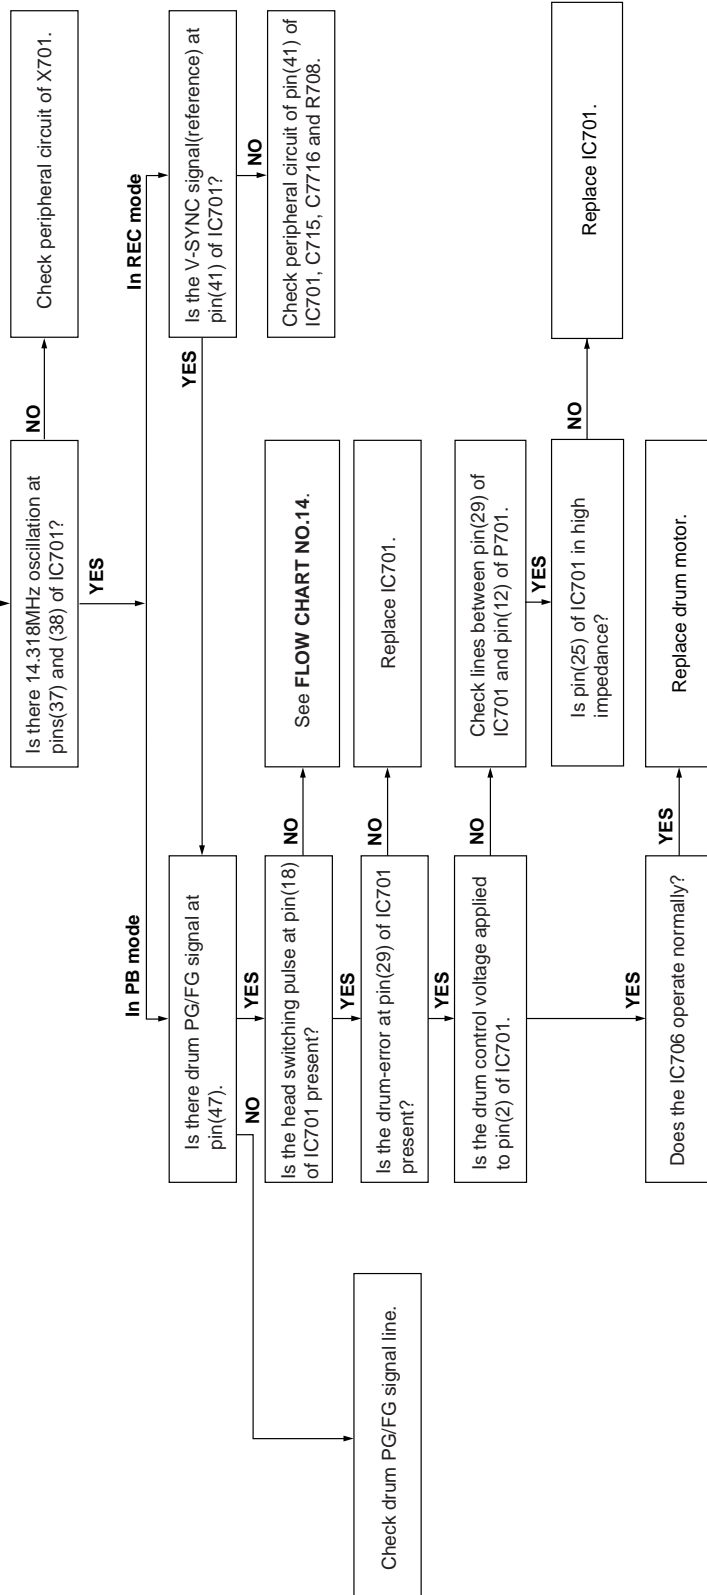 Is there 14.318MHz oscillation at
pins(37) and (38) of IC701?
NO
Check peripheral circuit of X701.
YES
In PB mode
In REC mode
Is there drum PG/FG signal at
pin(47).
YES
Is the V-SYNC signal(reference) at
pin(41) of IC701?
NO
YES
NO
Check peripheral circuit of pin(41) of
IC701, C715, C7716 and R708.
Is the head switching pulse at pin(18)
of IC701 present?
NO
See FLOW CHART NO.14.
YES
Check drum PG/FG signal line.
Is the drum-error at pin(29) of IC701
present?
NO
Replace IC701.
YES
Is the drum control voltage applied
to pin(2) of IC701.
NO
Check lines between pin(29) of
IC701 and pin(12) of P701.
YES
Is pin(25) of IC701 in high
impedance?
NO
Replace IC701.
YES
Does the IC706 operate normally?
YES
Replace drum motor.